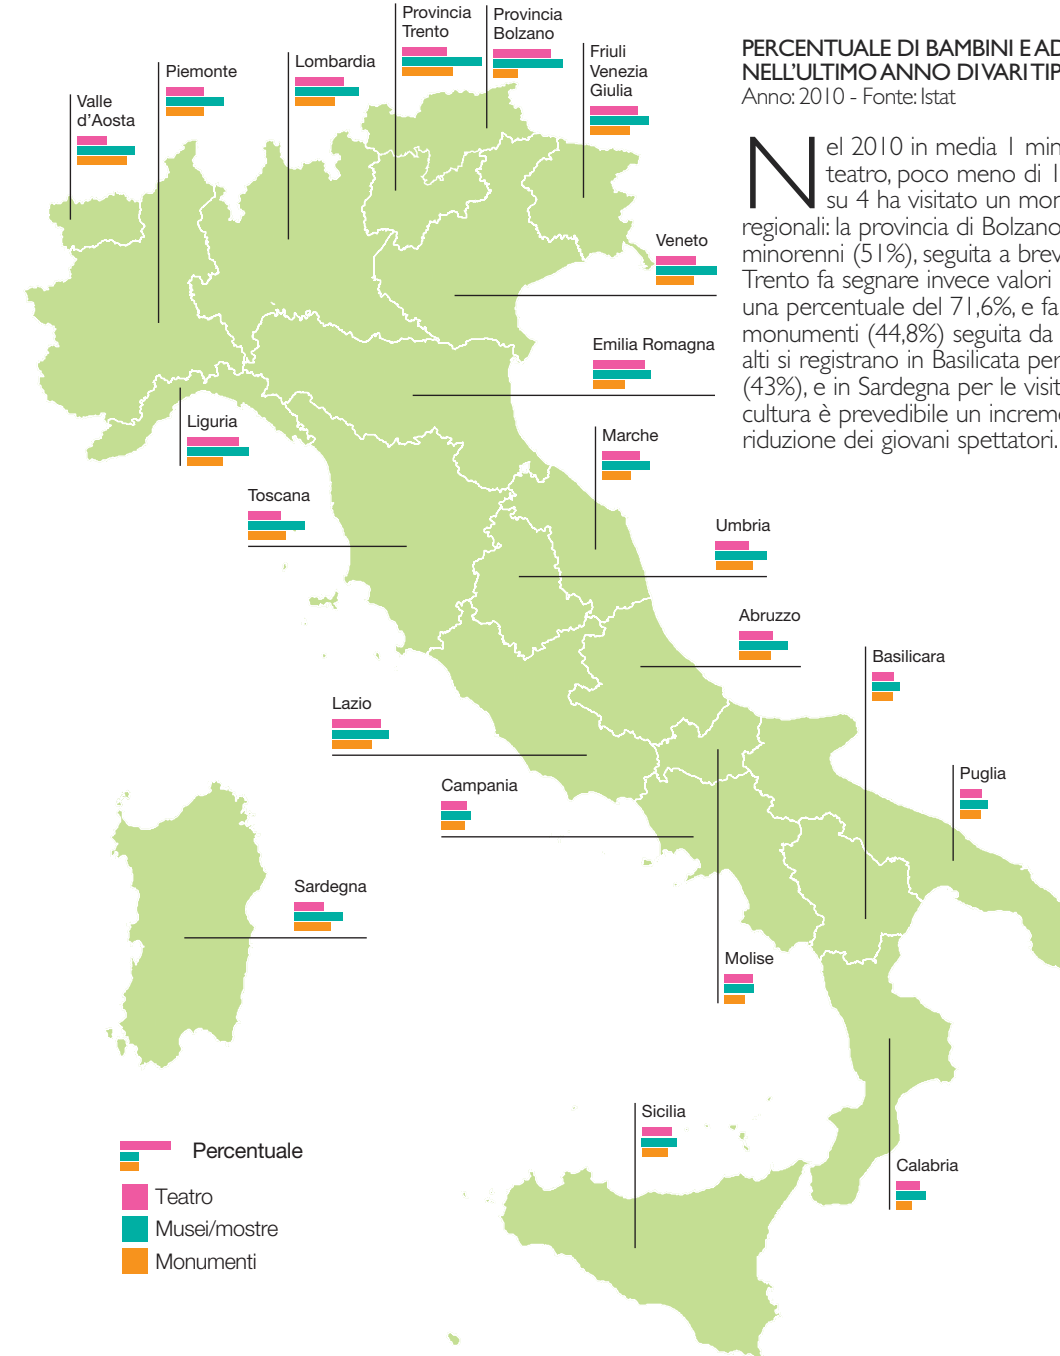 PERCENTUALE DI BAMBINI E AD
NELL'ULTIMO ANNO DI VARI TIP
Anno: 2010 - Fonte: Istat
Nel 2010 in media 1 min
teatro, poco meno di 1
su 4 ha visitato un mon
regionali: la provincia di Bolzano
minorenni (51%), seguita a brev
Trento fa segnare invece valori
una percentuale del 71,6%, e fa
monumenti (44,8%) seguita da
alti si registrano in Basilicata per
(43%), e in Sardegna per le visit
cultura è prevedibile un increme
riduzione dei giovani spettatori.
Provincia
Trento
Provincia
Bolzano
Friuli
Venezia
Giulia
Lombardia
Piemonte
Valle
d'Aosta
Veneto
Emilia Romagna
Liguria
Marche
Toscana
Umbria
Abruzzo
Basilicara
Lazio
Campania
Puglia
Sardegna
Molise
Sicilia
Calabria
Percentuale
Teatro
Musei/mostre
Monumenti